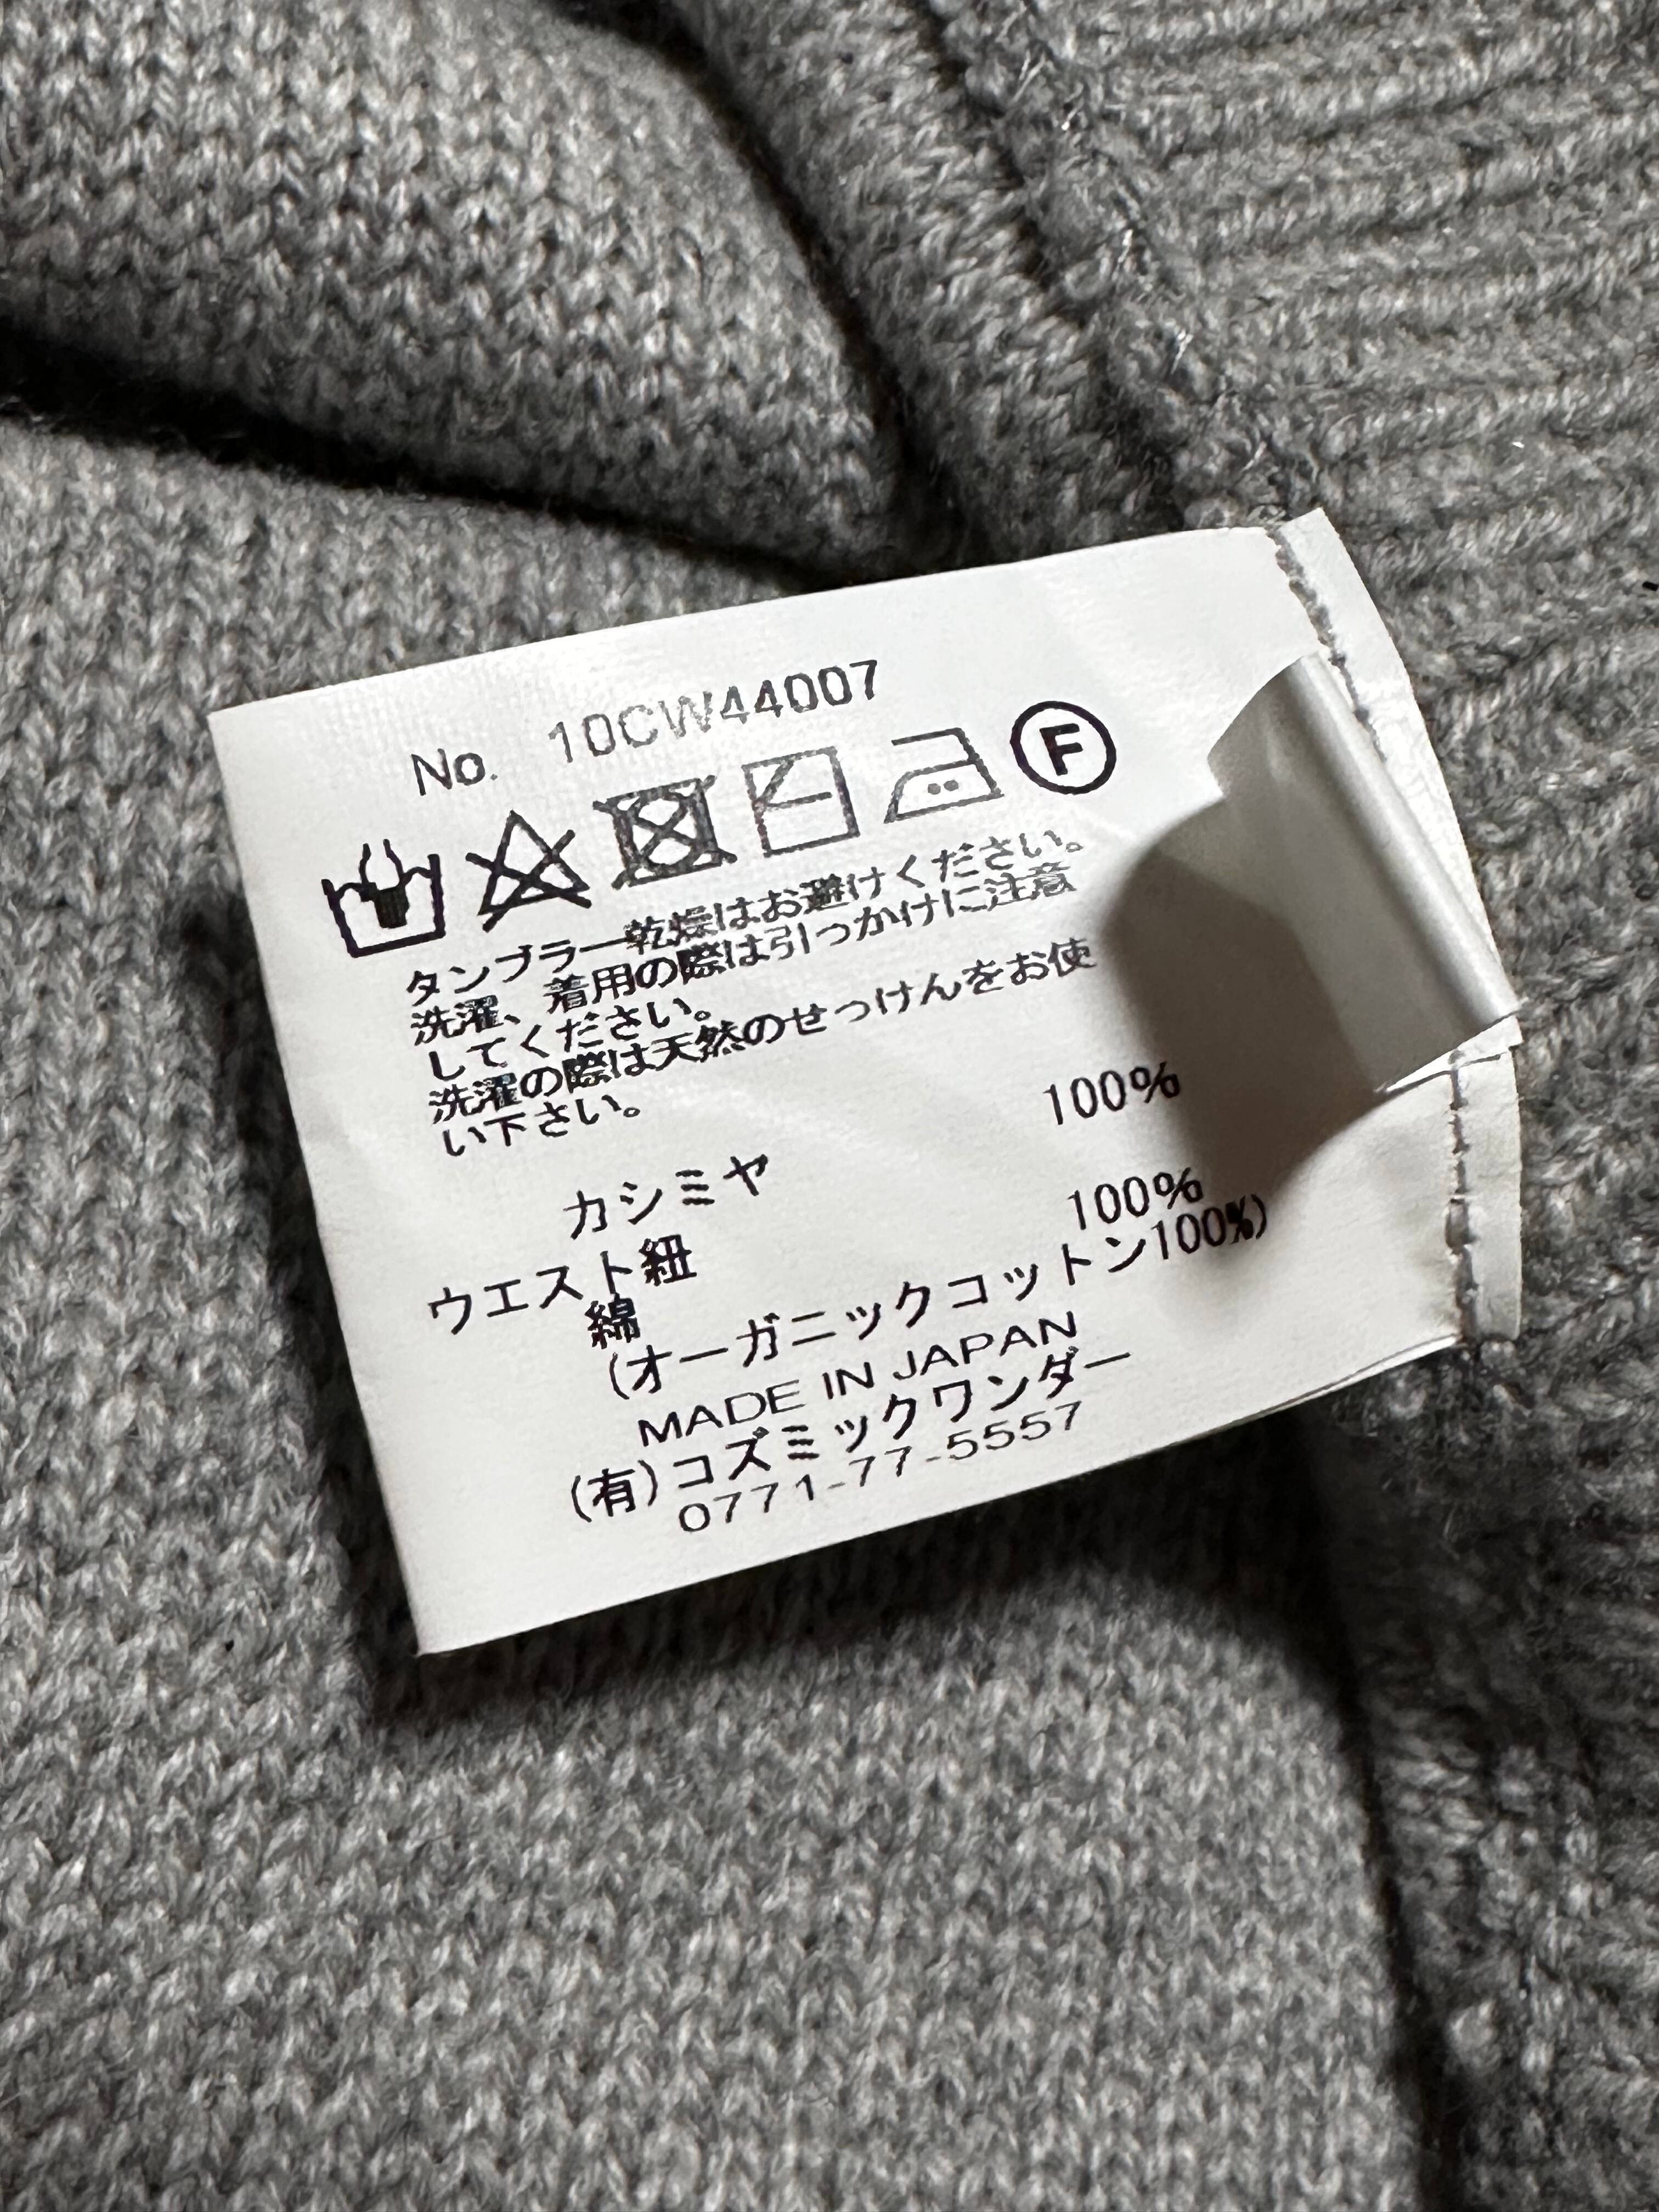 No. 10CW44007
F
タンブラー乾燥はお避けください。
洗濯、着用の際は引っかけに注意
してください。
洗濯の際は天然のせっけんをお使
い下さい。
カシミヤ 100%
ウエスト紐
綿 100%
(オーガニックコットン100%)
MADE IN JAPAN
(有)コズミックワンダー
0771-77-5557